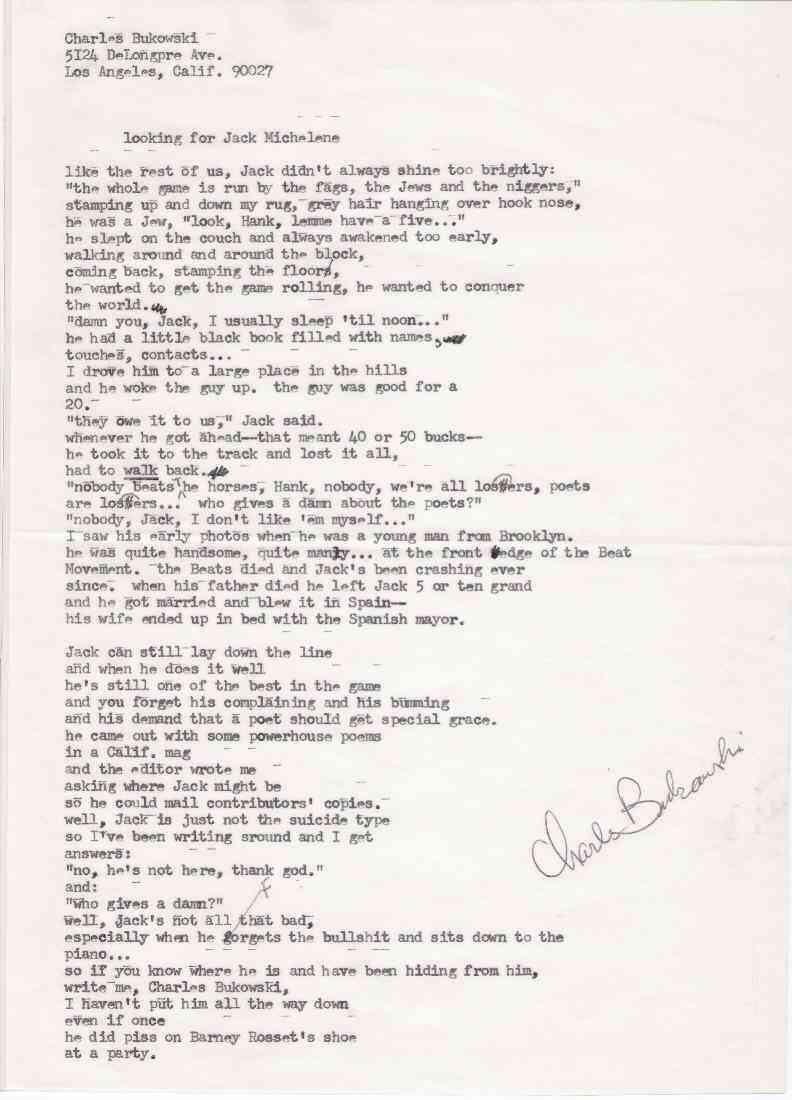 Charles Bukowski
5I24 DeLongpre Ave.
Los Angeles, Calif. 90027
looking for Jack Michelene
like the rest of us, Jack didn't always shine too brightly:
"the whole game is run by the fags, the Jews and the niggers,"
stamping up and down my rug, grey hair hanging over hook nose,
he was a Jew, "look, Hank, lemme have a five..."
he slept on the couch and always awakened too early,
walking around and around the block,
coming back, stamping the floor,
he wanted to get the game rolling, he wanted to conquer
the world.
"damn you, Jack, I usually sleep 'til noon..."
he had a little black book filled with names,
touches, contacts...
I drove him to a large place in the hills
and he woke the guy up. the guy was good for a
20.
"they owe it to us," Jack said.
whenever he got ahead--that meant 40 or 50 bucks--
he took it to the track and lost it all,
had to walk back.
"nobody beats the horses, Hank, nobody, we're all losers, poets
are losers... who gives a damn about the poets?"
"nobody, Jack, I don't like 'em myself..."
I saw his early photos when he was a young man from Brooklyn.
he was quite handsome, quite manly... at the front edge of the Beat
Movement. the Beats died and Jack's been crashing ever
since. when his father died he left Jack 5 or ten grand
and he got married and blew it in Spain--
his wife ended up in bed with the Spanish mayor.
Jack can still lay down the line
and when he does it well
he's still one of the best in the game
and you forget his complaining and his bumming
and his demand that a poet should get special grace.
he came out with some powerhouse poems
in a Calif. mag
and the editor wrote me
asking where Jack might be
so he could mail contributors' copies.
well, Jack is just not the suicide type
so I've been writing sround and I get
answers:
"no, he's not here, thank god."
and:
"who gives a damn?"
well, Jack's not all that bad,
especially when he forgets the bullshit and sits down to the
piano...
so if you know where he is and have been hiding from him,
write me, Charles Bukowski,
I haven't put him all the way down
even if once
he did piss on Barney Rosset's shoe
at a party.
Charles Bukowski